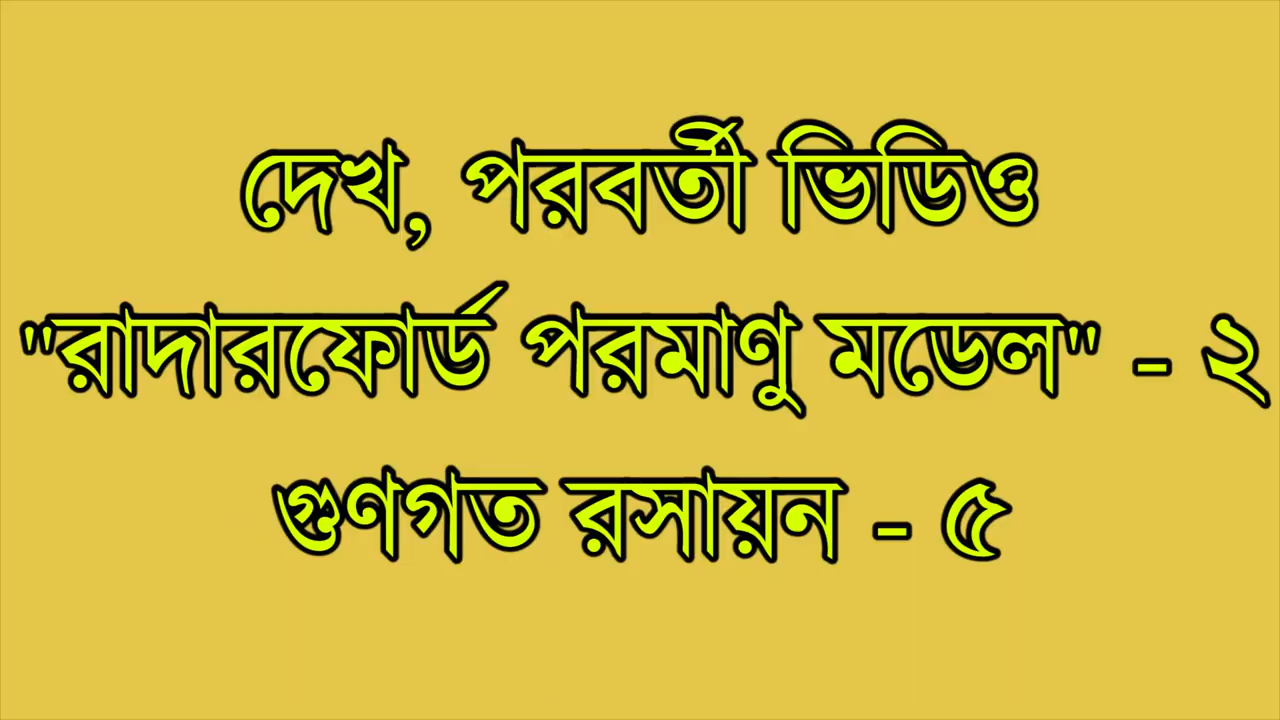 দেখ, পরবর্তী ভিডিও
"রাদারফোর্ড পরমাণু মডেল" - ২
গুণগত রসায়ন - ৫